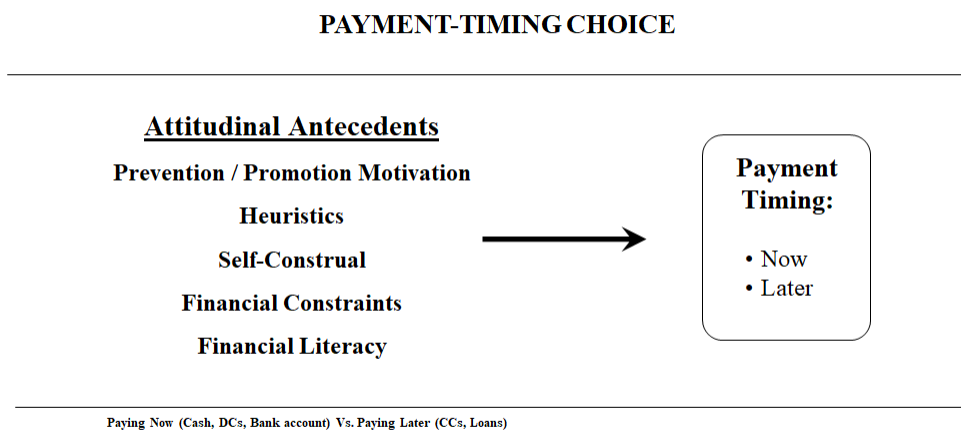 PAYMENT-TIMING CHOICE
Attitudinal Antecedents
Prevention / Promotion Motivation
Heuristics
Self-Construal
Financial Constraints
Financial Literacy
Payment
Timing:
• Now
• Later
Paying Now (Cash, DCs, Bank account) Vs. Paying Later (CCs, Loans)